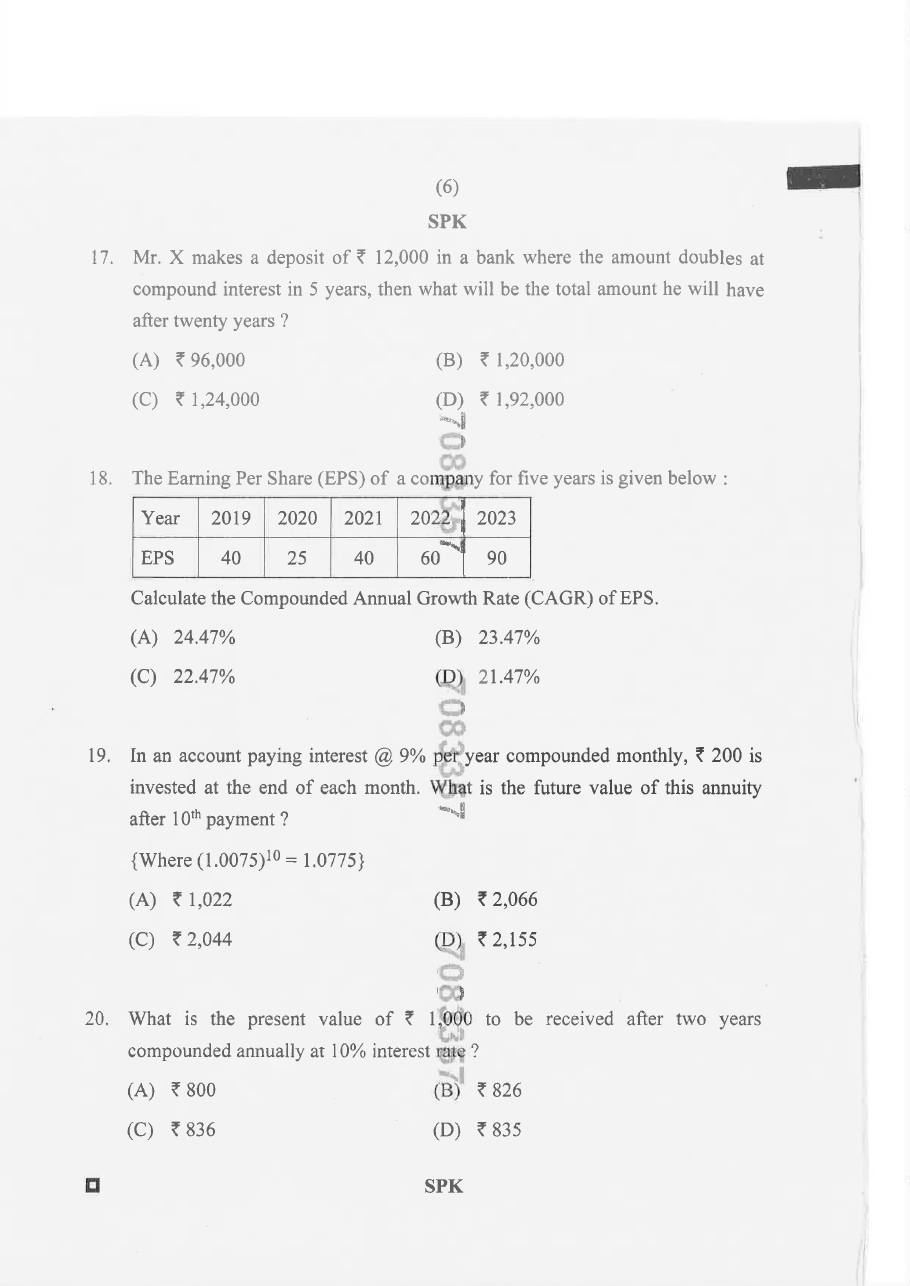 (6)
SPK
17. Mr. X makes a deposit of ₹ 12,000 in a bank where the amount doubles at
compound interest in 5 years, then what will be the total amount he will have
after twenty years ?
(A) ₹ 96,000 (B) ₹ 1,20,000
(C) ₹ 1,24,000 (D) ₹ 1,92,000
18. The Earning Per Share (EPS) of a company for five years is given below :
Year 2019 2020 2021 2022 2023
EPS 40 25 40 60 90
Calculate the Compounded Annual Growth Rate (CAGR) of EPS.
(A) 24.47% (B) 23.47%
(C) 22.47% (D) 21.47%
19. In an account paying interest @ 9% per year compounded monthly, ₹ 200 is
invested at the end of each month. What is the future value of this annuity
after 10th payment ?
{Where (1.0075)10 = 1.0775}
(A) ₹ 1,022 (B) ₹ 2,066
(C) ₹ 2,044 (D) ₹ 2,155
20. What is the present value of ₹ 1,000 to be received after two years
compounded annually at 10% interest rate ?
(A) ₹ 800 (B) ₹ 826
(C) ₹ 836 (D) ₹ 835
SPK
7083357
7083357
7083357